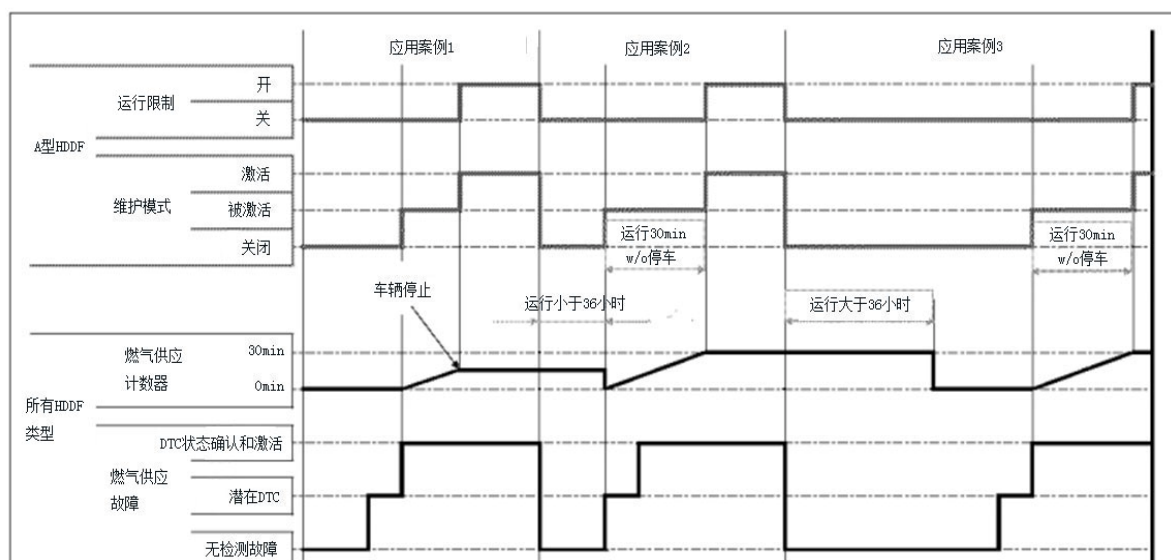 应用案例1
应用案例2
应用案例3
A型HDDF
运行限制
开
关
维护模式
激活
被激活
关闭
运行30min
w/o停车
运行30min
w/o停车
车辆停止
运行小于36小时
运行大于36小时
所有HDDF
类型
燃气供应
计数器
30min
0min
燃气供应
故障
DTC状态确认和激活
潜在DTC
无检测故障